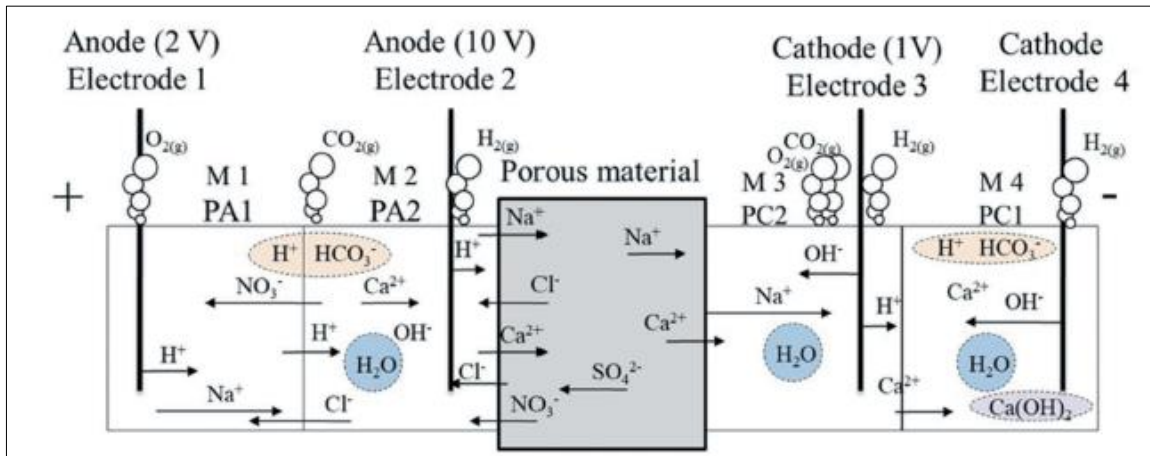 Anode (2 V)
Electrode 1
Anode (10 V)
Electrode 2
Cathode (1V)
Electrode 3
Cathode
Electrode 4
O2(g)
CO2(g)
H2(g)
CO2(g)
O2(g)
H2(g)
H2(g)
+
M 1
PA1
M 2
PA2
Porous material
M 3
PC2
M 4
PC1
-
H+ HCO3-
NO3-
Ca2+
H+
H+
OH-
H2O
Na+
Cl-
Na+
H+
Cl-
Ca2+
Cl-
NO3-
Na+
Ca2+
SO42-
OH-
Na+
H2O
H+
Ca2+
H+ HCO3-
Ca2+
OH-
H2O
Ca(OH)2